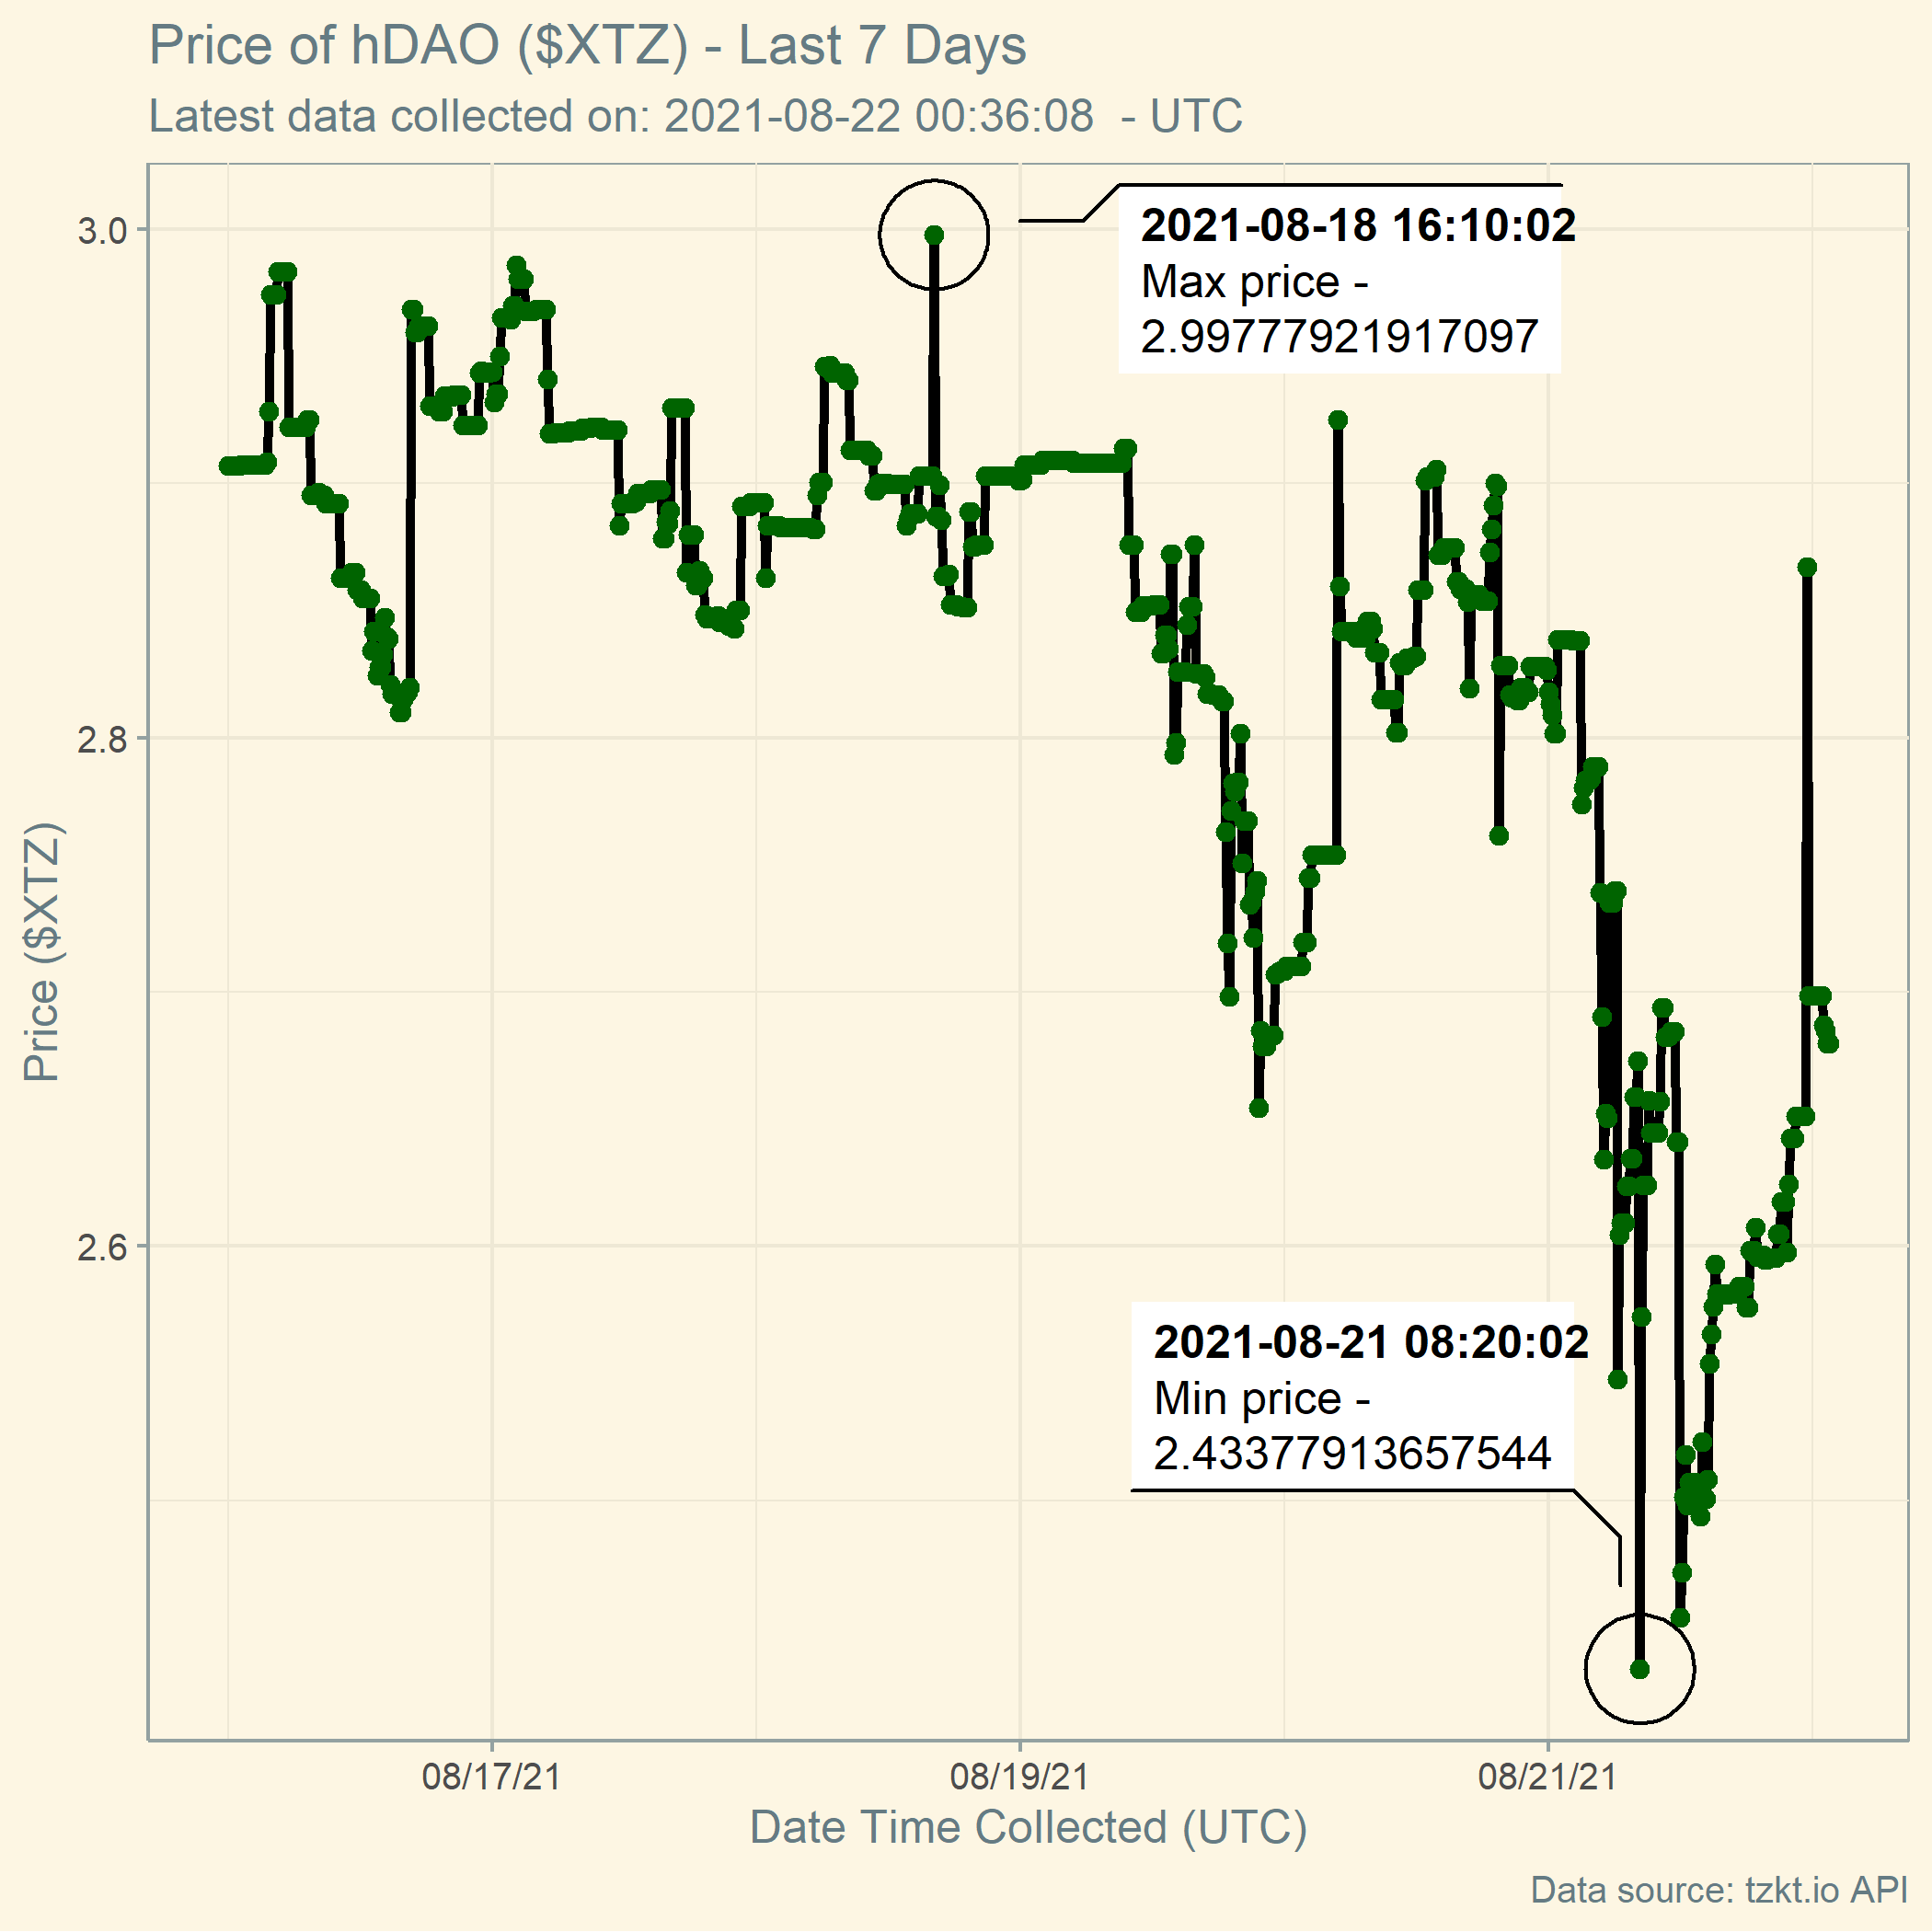 Price of hDAO ($XTZ) - Last 7 Days
Latest data collected on: 2021-08-22 00:36:08  - UTC
2021-08-18 16:10:02
Max price -
2.99777921917097
3.0
2.8
2.6
Price ($XTZ)
2021-08-21 08:20:02
Min price -
2.43377913657544
08/17/21
08/19/21
08/21/21
Date Time Collected (UTC)
Data source: tzkt.io API